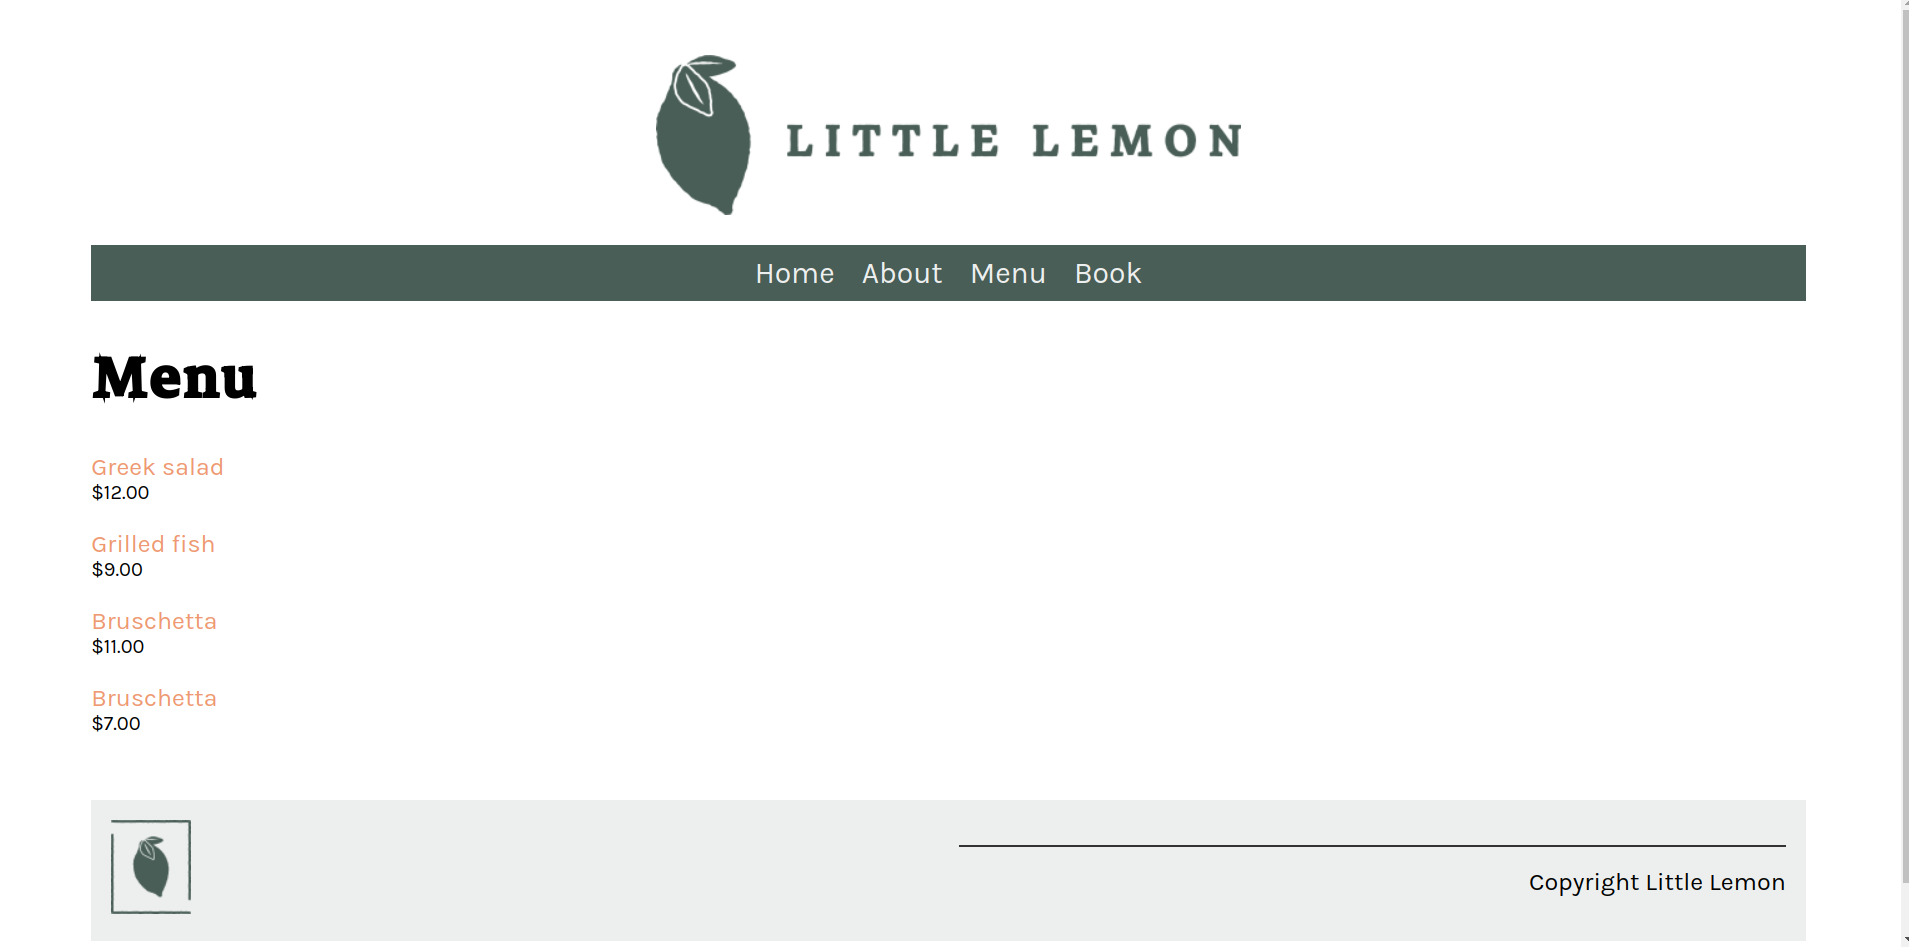 LITTLE LEMON
Home About Menu Book
Menu
Greek salad
$12.00
Grilled fish
$9.00
Bruschetta
$11.00
Bruschetta
$7.00
Copyright Little Lemon